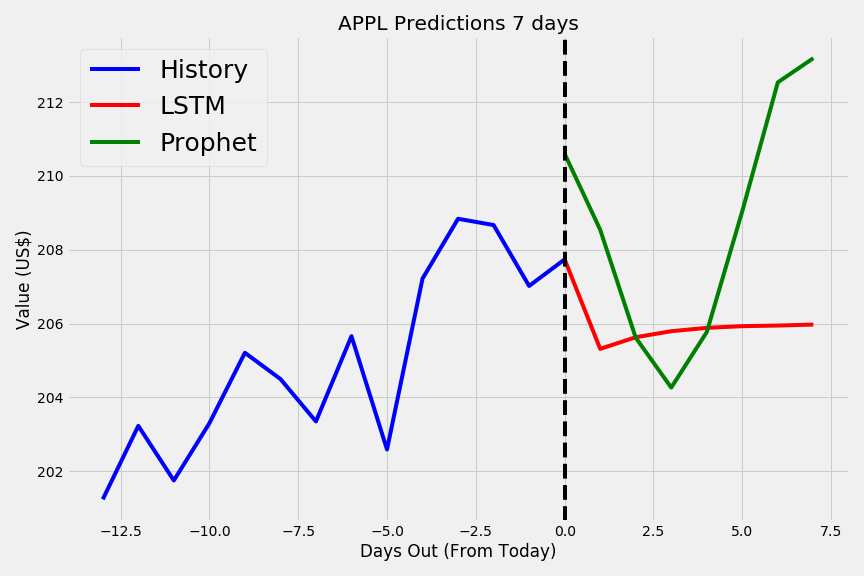 APPL Predictions 7 days
History
LSTM
Prophet
212
210
208
206
204
202
Value (US$)
−12.5 −10.0 −7.5 −5.0 −2.5 0.0 2.5 5.0 7.5
Days Out (From Today)